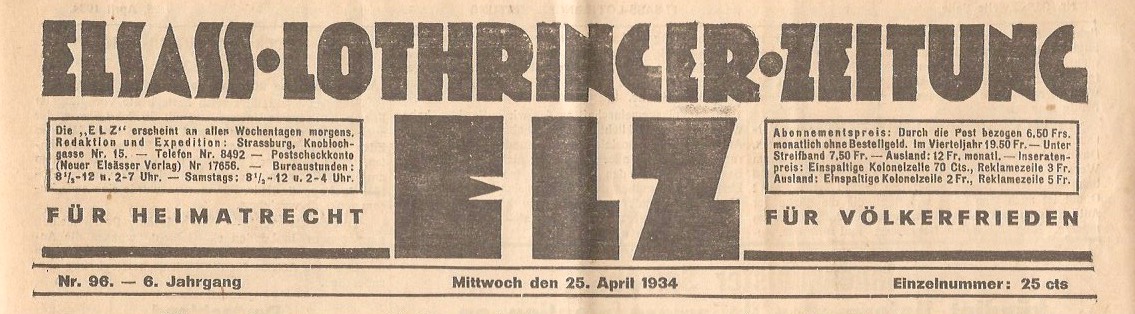 ELSASS·LOTHRINGER·ZEITUNG
Die „ELZ“ erscheint an allen Wochentagen morgens.
Redaktion und Expedition: Strassburg, Knobloch-
gasse Nr. 15. — Telefon Nr. 8492 — Postscheckkonto
(Neuer Elsässer Verlag) Nr 17656. — Bureaustunden:
8½-12 u. 2-7 Uhr. — Samstags: 8½-12 u. 2-4 Uhr.
FÜR HEIMATRECHT
ELZ
Abonnementspreis: Durch die Post bezogen 6,50 Frs.
monatlich ohne Bestellgeld. Im Vierteljahr 19.50 Fr. — Unter
Streifband 7,50 Fr. — Ausland: 12 Fr. monatl. — Inseraten-
preis: Einspaltige Kolonelzeile 70 Cts., Reklamezeile 3 Fr.
Ausland: Einspaltige Kolonelzeile 2 Fr., Reklamezeile 5 Fr.
FÜR VÖLKERFRIEDEN
Nr. 96. — 6. Jahrgang
Mittwoch den 25. April 1934
Einzelnummer: 25 cts